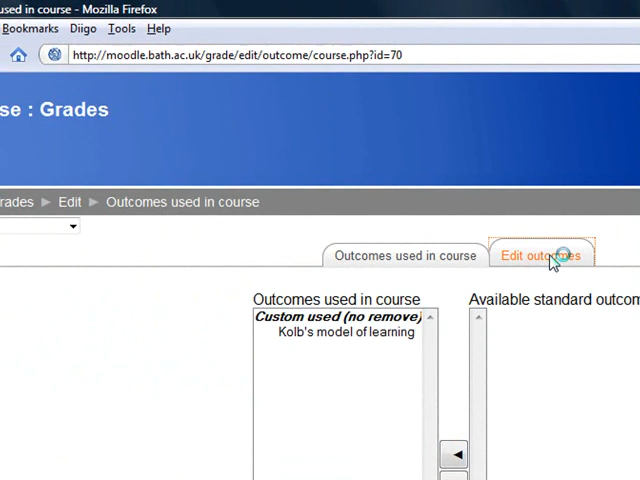 used in course - Mozilla Firefox
Bookmarks Diigo Tools Help
http://moodle.bath.ac.uk/grade/edit/outcome/course.php?id=70
se : Grades
rades ► Edit ► Outcomes used in course
Outcomes used in course Edit outcomes
Outcomes used in course Available standard outcom
Custom used (no remove)
Kolb's model of learning